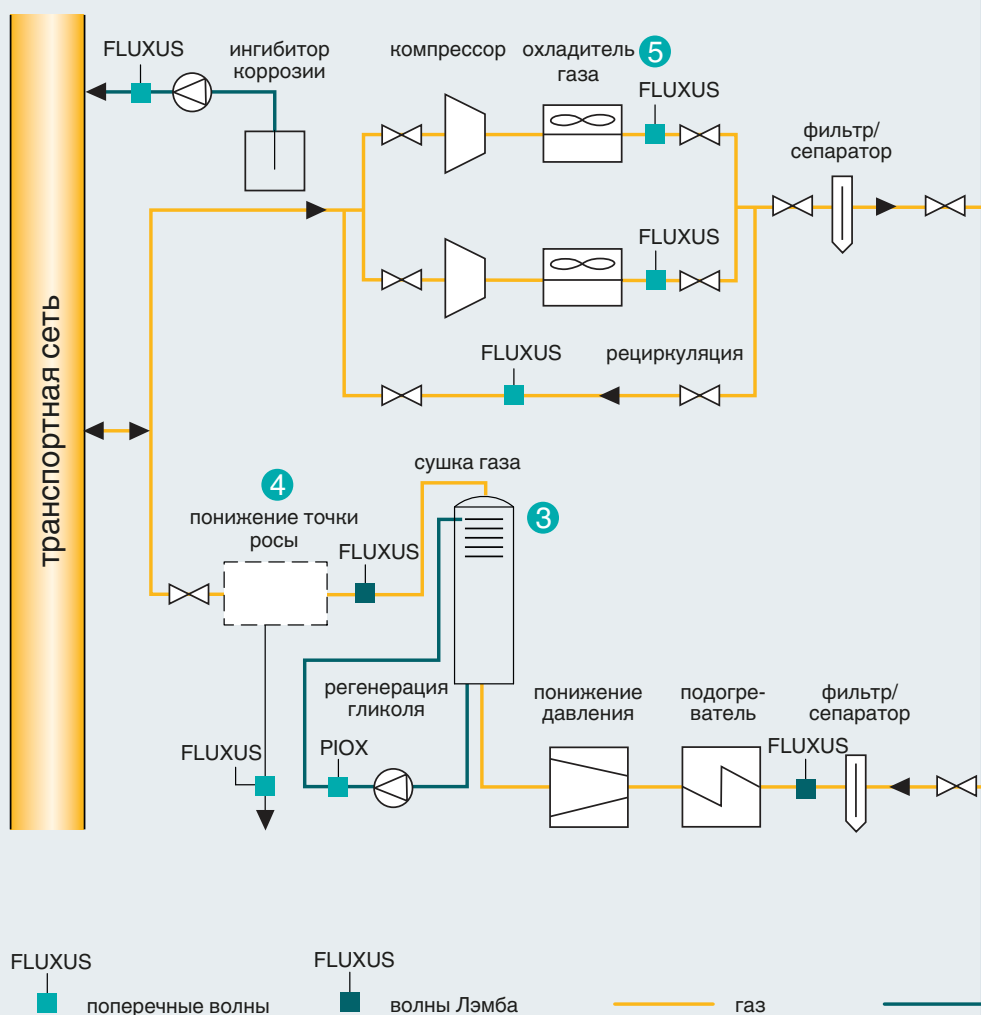 FLUXUS
ингибитор
коррозии
компрессор
охладитель
газа
5
FLUXUS
фильтр/
сепаратор
FLUXUS
FLUXUS
рециркуляция
транспортная сеть
сушка газа
4
понижение точки
росы
3
FLUXUS
регенерация
гликоля
понижение
давления
подогре-
ватель
фильтр/
сепаратор
FLUXUS
PIOX
FLUXUS
FLUXUS
поперечные волны
FLUXUS
волны Лэмба
газ